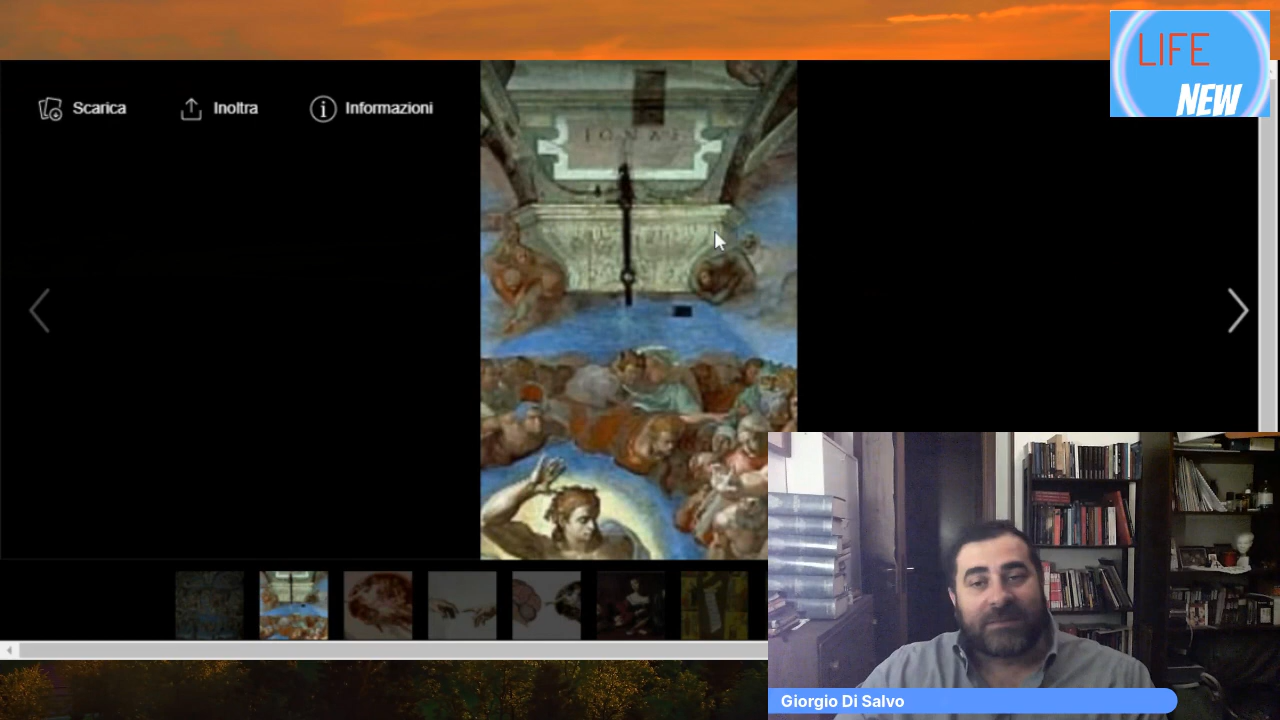 LIFE
NEW
Scarica
Inoltra
Informazioni
IONAS
Giorgio Di Salvo